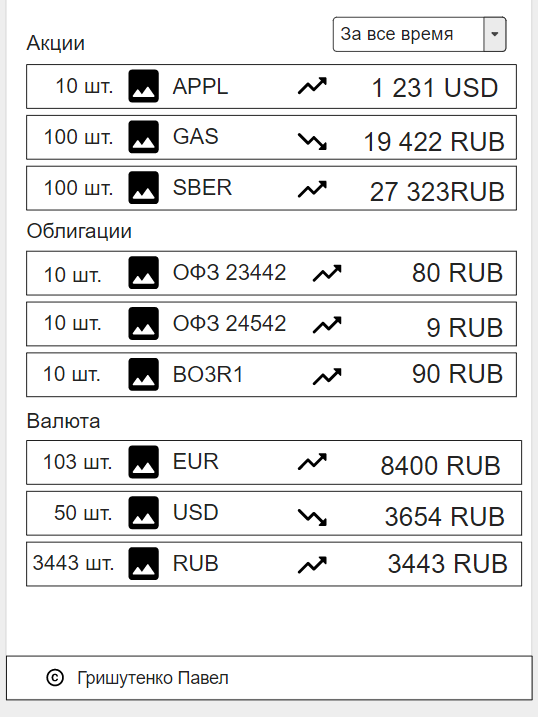 Акции
За все время
10 шт. APPL 1 231 USD
100 шт. GAS 19 422 RUB
100 шт. SBER 27 323RUB
Облигации
10 шт. ОФЗ 23442 80 RUB
10 шт. ОФЗ 24542 9 RUB
10 шт. ВОЗR1 90 RUB
Валюта
103 шт. EUR 8400 RUB
50 шт. USD 3654 RUB
3443 шт. RUB 3443 RUB
© Гришутенко Павел